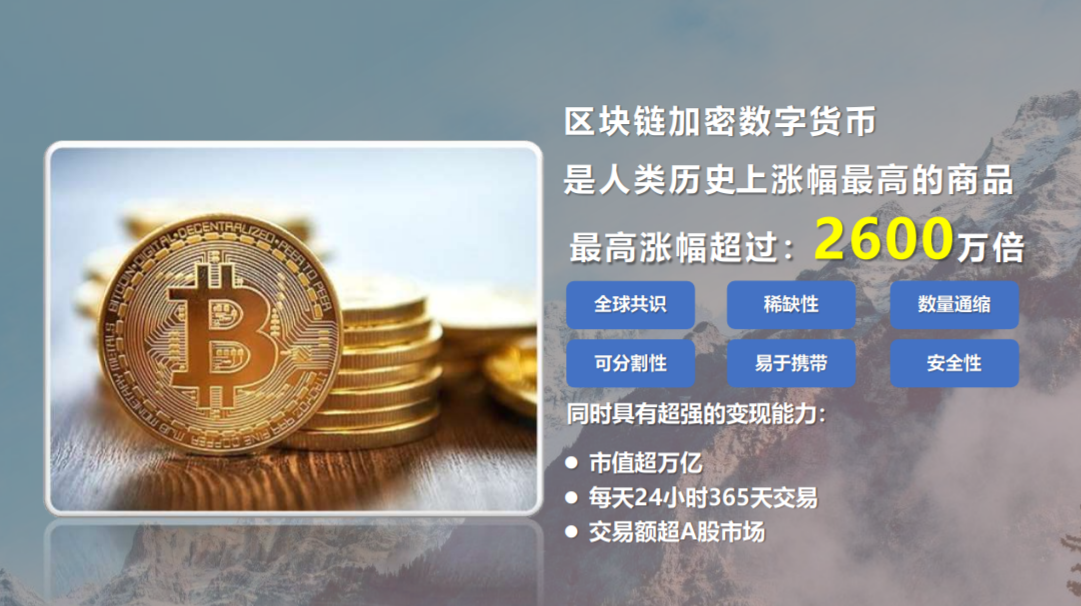 区块链加密数字货币
是人类历史上涨幅最高的商品
最高涨幅超过：2600万倍
全球共识 稀缺性 数量通缩
可分割性 易于携带 安全性
同时具有超强的变现能力：
● 市值超万亿
● 每天24小时365天交易
● 交易额超A股市场
BITCOIN·DIGITAL·DECENTRALIZED·PEER TO PEER